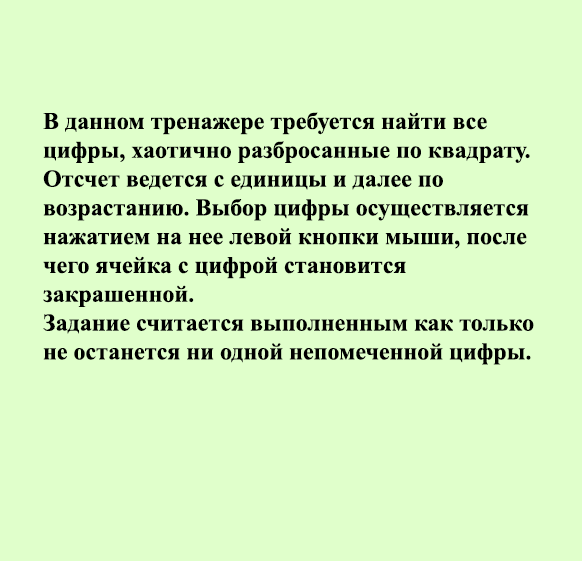 В данном тренажере требуется найти все
цифры, хаотично разбросанные по квадрату.
Отсчет ведется с единицы и далее по
возрастанию. Выбор цифры осуществляется
нажатием на нее левой кнопки мыши, после
чего ячейка с цифрой становится
закрашенной.
Задание считается выполненным как только
не останется ни одной непомеченной цифры.